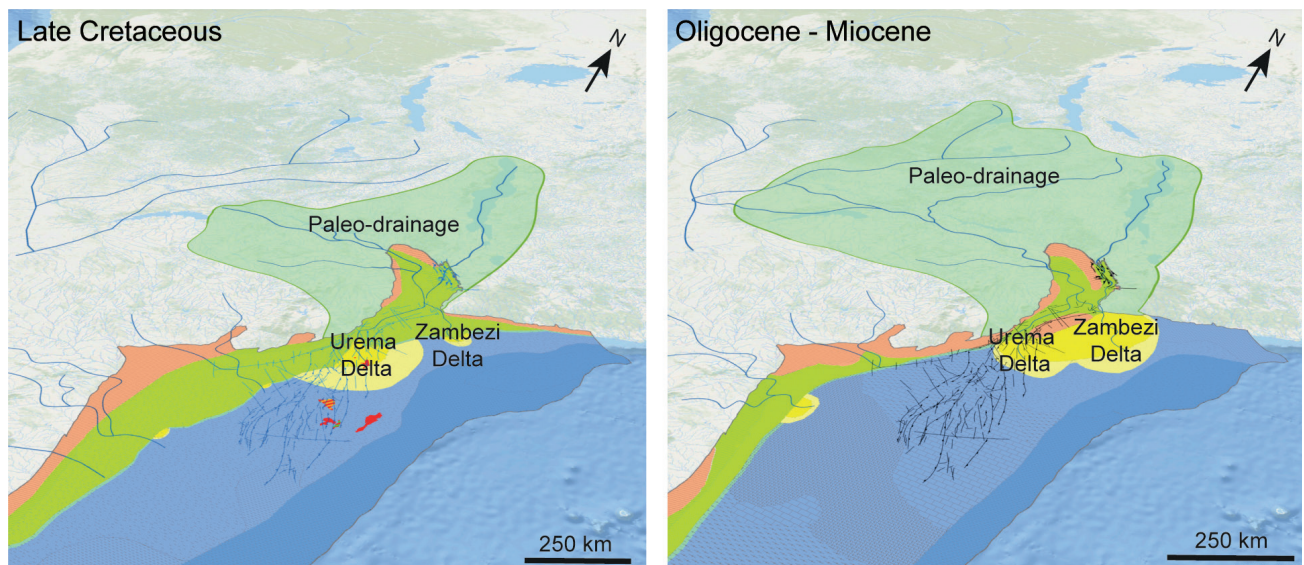 Late Cretaceous
N
Paleo-drainage
Urema
Delta
Zambezi
Delta
250 km
Oligocene - Miocene
N
Paleo-drainage
Urema
Delta
Zambezi
Delta
250 km